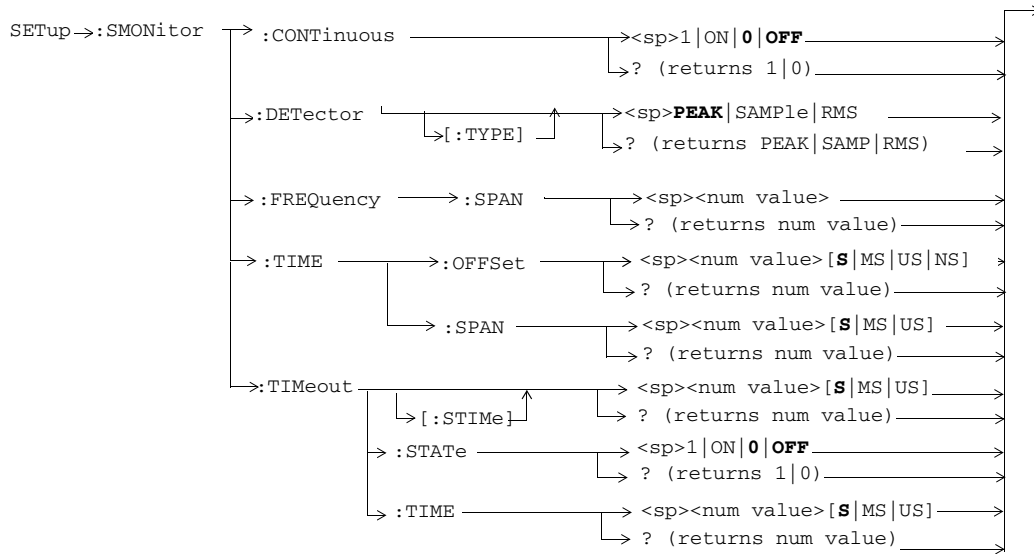 SETup :SMONitor :CONTinuous <sp>1|ON|0|OFF
? (returns 1|0)
:DETector <sp>PEAK|SAMPle|RMS
[:TYPE] ? (returns PEAK|SAMP|RMS)
:FREQuency :SPAN <sp><num value>
? (returns num value)
:TIME :OFFSet <sp><num value>[S|MS|US|NS]
? (returns num value)
:SPAN <sp><num value>[S|MS|US]
? (returns num value)
:TIMeout <sp><num value>[S|MS|US]
[:STIMe] ? (returns num value)
:STATe <sp>1|ON|0|OFF
? (returns 1|0)
:TIME <sp><num value>[S|MS|US]
? (returns num value)